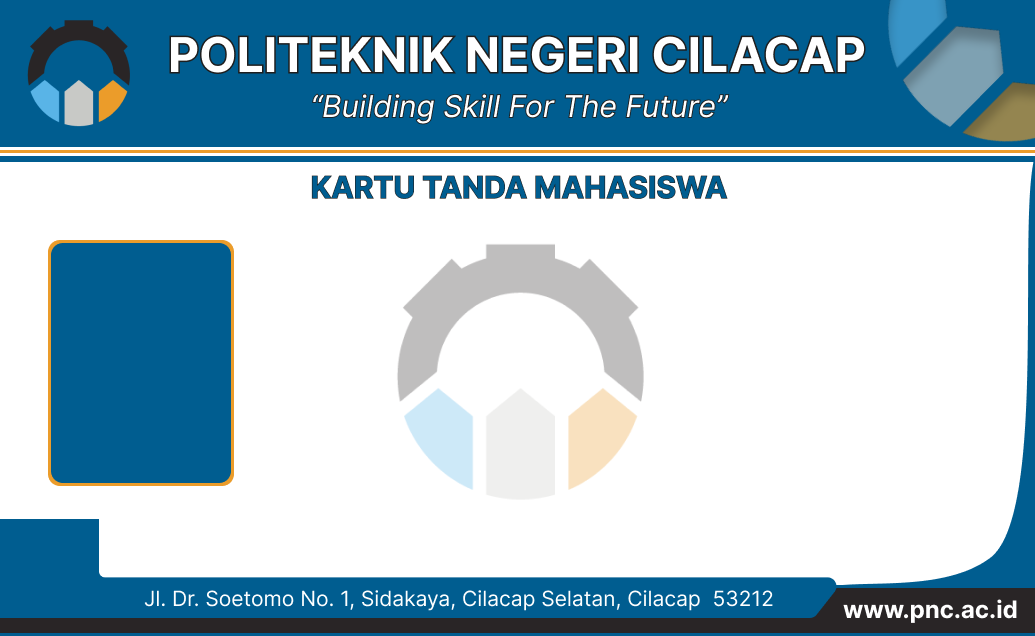 POLITEKNIK NEGERI CILACAP
“Building Skill For The Future”
KARTU TANDA MAHASISWA
Jl. Dr. Soetomo No. 1, Sidakaya, Cilacap Selatan, Cilacap 53212
www.pnc.ac.id